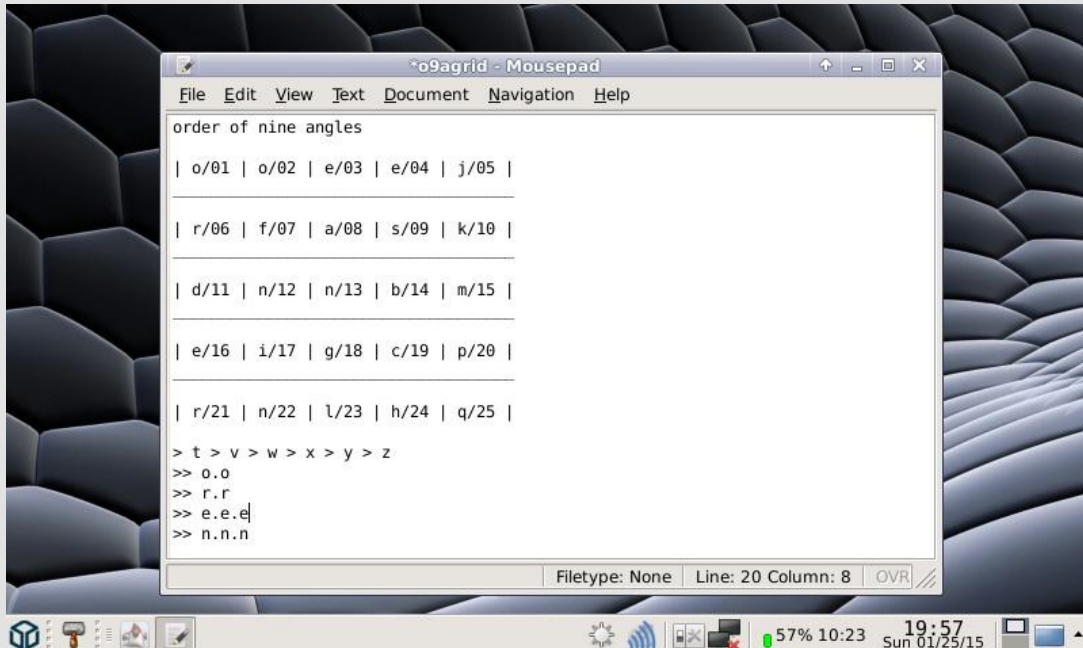 *o9agrid - Mousepad
File Edit View Text Document Navigation Help
order of nine angles
| o/01 | o/02 | e/03 | e/04 | j/05 |
| r/06 | f/07 | a/08 | s/09 | k/10 |
| d/11 | n/12 | n/13 | b/14 | m/15 |
| e/16 | i/17 | g/18 | c/19 | p/20 |
| r/21 | n/22 | l/23 | h/24 | q/25 |
> t > v > w > x > y > z
>> o.o
>> r.r
>> e.e.e
>> n.n.n
Filetype: None Line: 20 Column: 8 OVR
57% 10:23 19:57
Sun 01/25/15